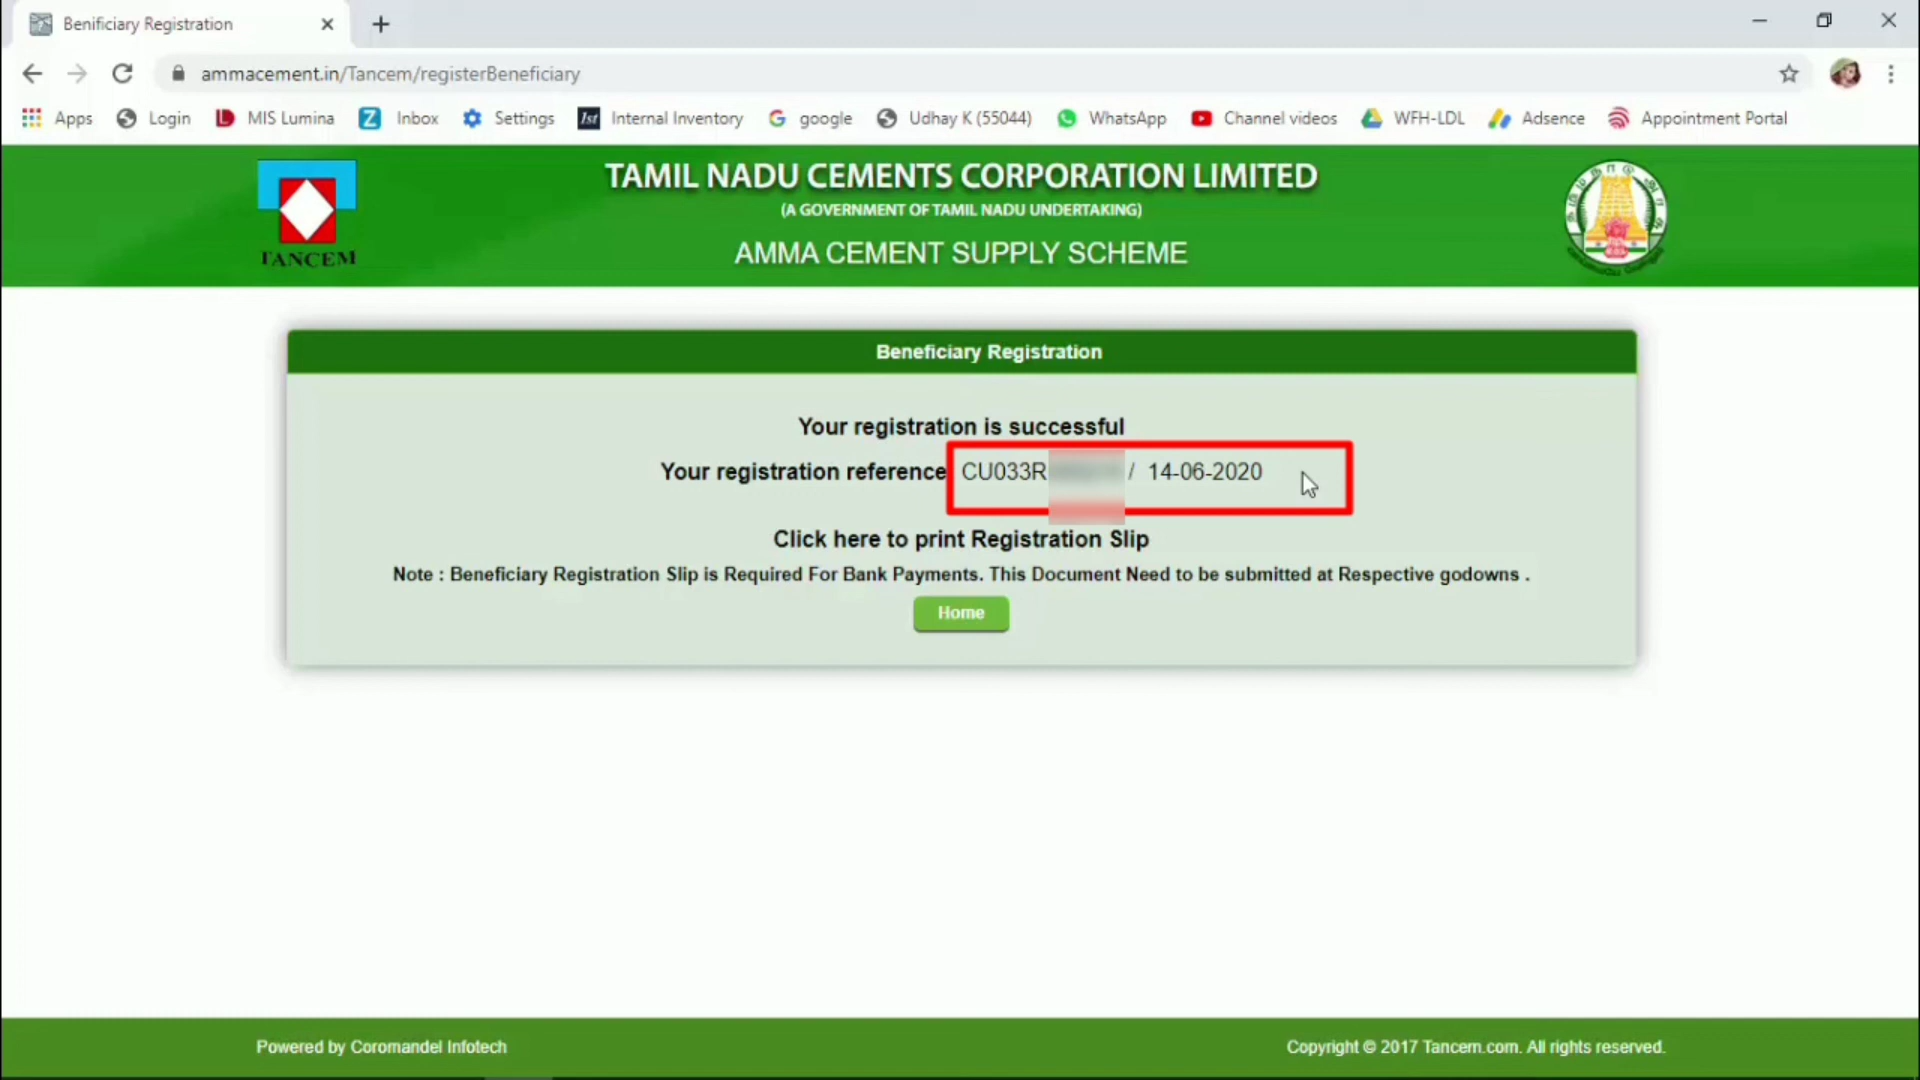 Benificiary Registration
ammacement.in/Tancem/registerBeneficiary
Apps Login MIS Lumina Inbox Settings Internal Inventory google Udhay K (55044) WhatsApp Channel videos WFH-LDL Adsence Appointment Portal
TANCEM
TAMIL NADU CEMENTS CORPORATION LIMITED
(A GOVERNMENT OF TAMIL NADU UNDERTAKING)
AMMA CEMENT SUPPLY SCHEME
Beneficiary Registration
Your registration is successful
Your registration reference CU033R / 14-06-2020
Click here to print Registration Slip
Note : Beneficiary Registration Slip is Required For Bank Payments. This Document Need to be submitted at Respective godowns .
Home
Powered by Coromandel Infotech
Copyright © 2017 Tancem.com. All rights reserved.